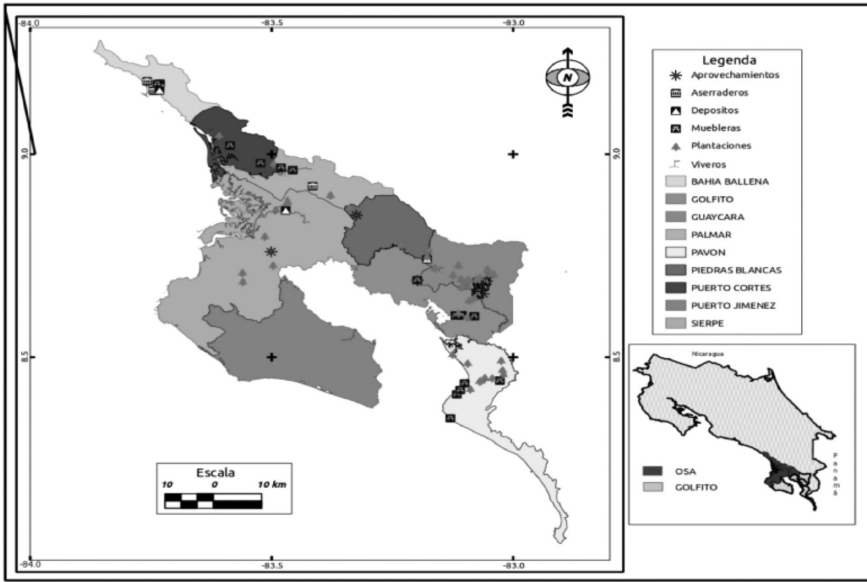 -84.0
-83.5
-83.0
9.0
9.0
8.5
8.5
-84.0
-83.5
-83.0
N
Escala
10 0 10 km
Legenda
Aprovechamientos
Aserraderos
Depositos
Muebleras
Plantaciones
Viveros
BAHIA BALLENA
GOLFITO
GUAYCARA
PALMAR
PAVON
PIEDRAS BLANCAS
PUERTO CORTES
PUERTO JIMENEZ
SIERPE
Nicaragua
Panamá
OSA
GOLFITO